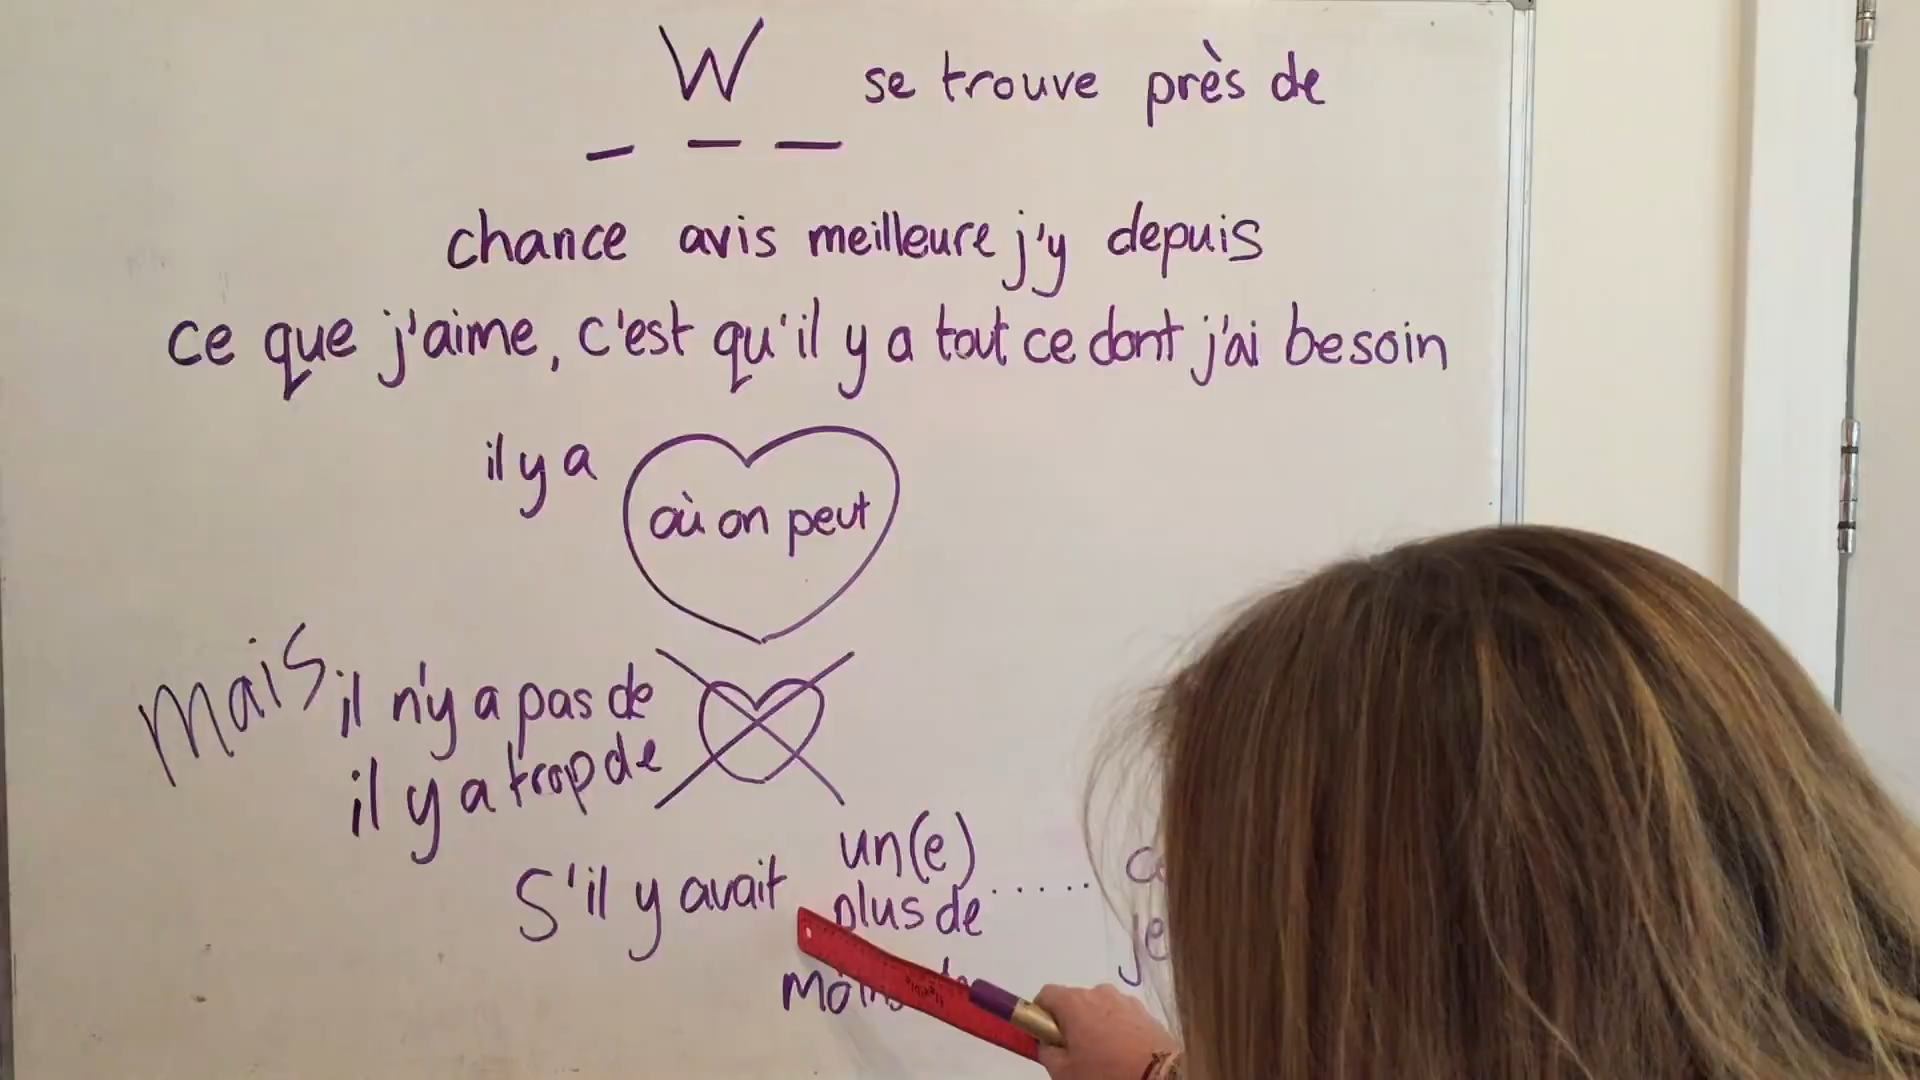 W se trouve près de
_ _ _
chance avis meilleure j'y depuis
ce que j'aime, c'est qu'il y a tout ce dont j'ai besoin
il y a
où on peut
mais
il n'y a pas de
il y a trop de
un(e)
S'il y avait
plus de ......